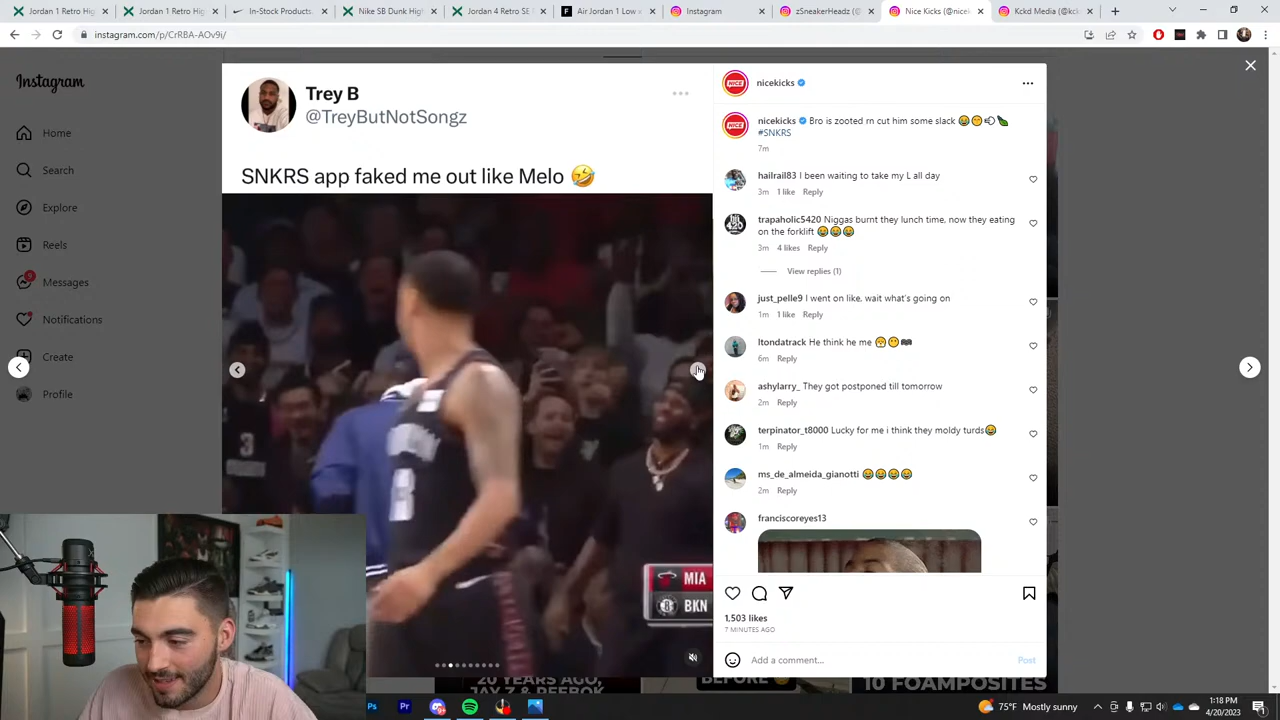 Jordan 1 Retro Hig
Jordan 1 Retro Hig
In-Stock Products
Nike SB Dunk High
Jordan 4 Retro SE
Air Jordan 1 Low
Instagram
zSneakerHeadz (@
Nice Kicks (@nicek
Kckd Media (@kc
instagram.com/p/CrRBA-AOv9i/
Instagram
Home
Search
Explore
Reels
9
Messages
Notifications
Create
Profile
Trey B
@TreyButNotSongz
SNKRS app faked me out like Melo 🤣
MIA
BKN
nicekicks
nicekicks Bro is zooted rn cut him some slack
#SNKRS
7m
hailrail83 I been waiting to take my L all day
3m 1 like Reply
trapaholic5420 Niggas burnt they lunch time, now they eating
on the forklift 😂😂😂
3m 4 likes Reply
View replies (1)
just_pelle9 I went on like, wait what's going on
1m 1 like Reply
ltondatrack He think he me
6m Reply
ashylarry_ They got postponed till tomorrow
2m Reply
terpinator_t8000 Lucky for me i think they moldy turds😂
1m Reply
ms_de_almeida_gianotti 😂😂😂😂
2m Reply
franciscoreyes13
1,503 likes
7 MINUTES AGO
Add a comment...
Post
20 YEARS AGO,
JAY Z & REEBOK
BEFORE
10 FOAMPOSITES
Ps
Pr
75°F Mostly sunny
1:18 PM
4/20/2023